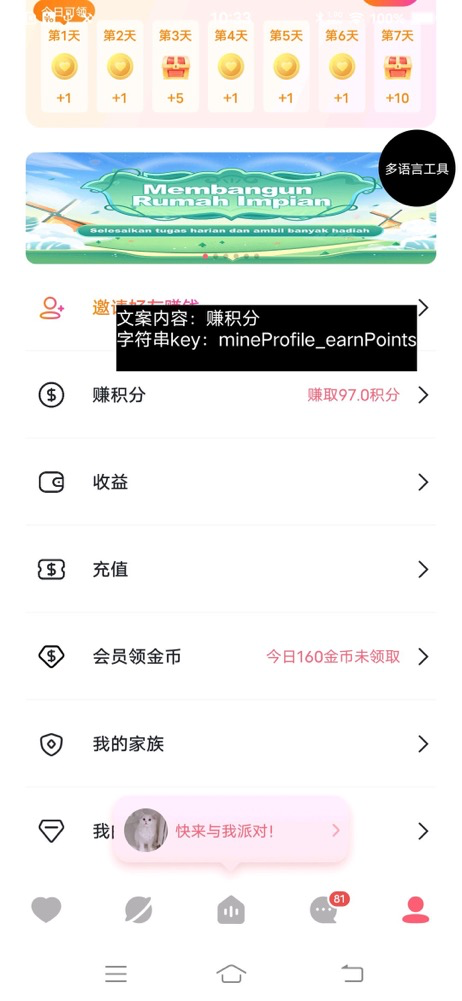 今日可领
10:23
100%
第1天
第2天
第3天
第4天
第5天
第6天
第7天
+1
+1
+5
+1
+1
+1
+10
多语言工具
Membangun
Rumah Impian
Selesaikan tugas harian dan ambil banyak hadiah
邀请好友赚钱
文案内容：赚积分
字符串key：mineProfile_earnPoints
赚积分
赚取97.0积分
收益
充值
会员领金币
今日160金币未领取
我的家族
我
快来与我派对！
81